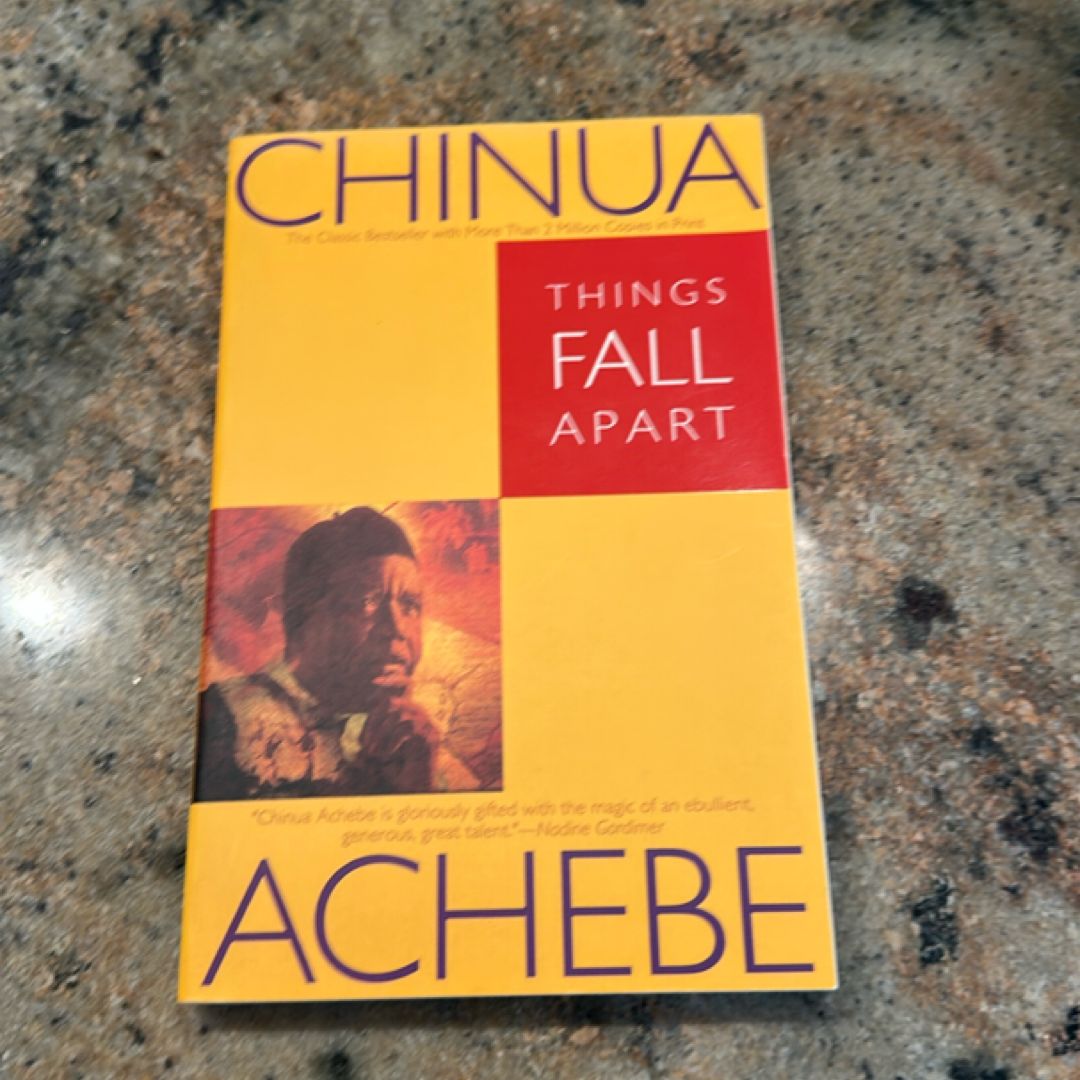 CHINUA
The Classic Bestseller with More Than 2 Million Copies in Print
THINGS
FALL
APART
"Chinua Achebe is gloriously gifted with the magic of an ebullient,
generous, great talent."—Nadine Gordimer
ACHEBE